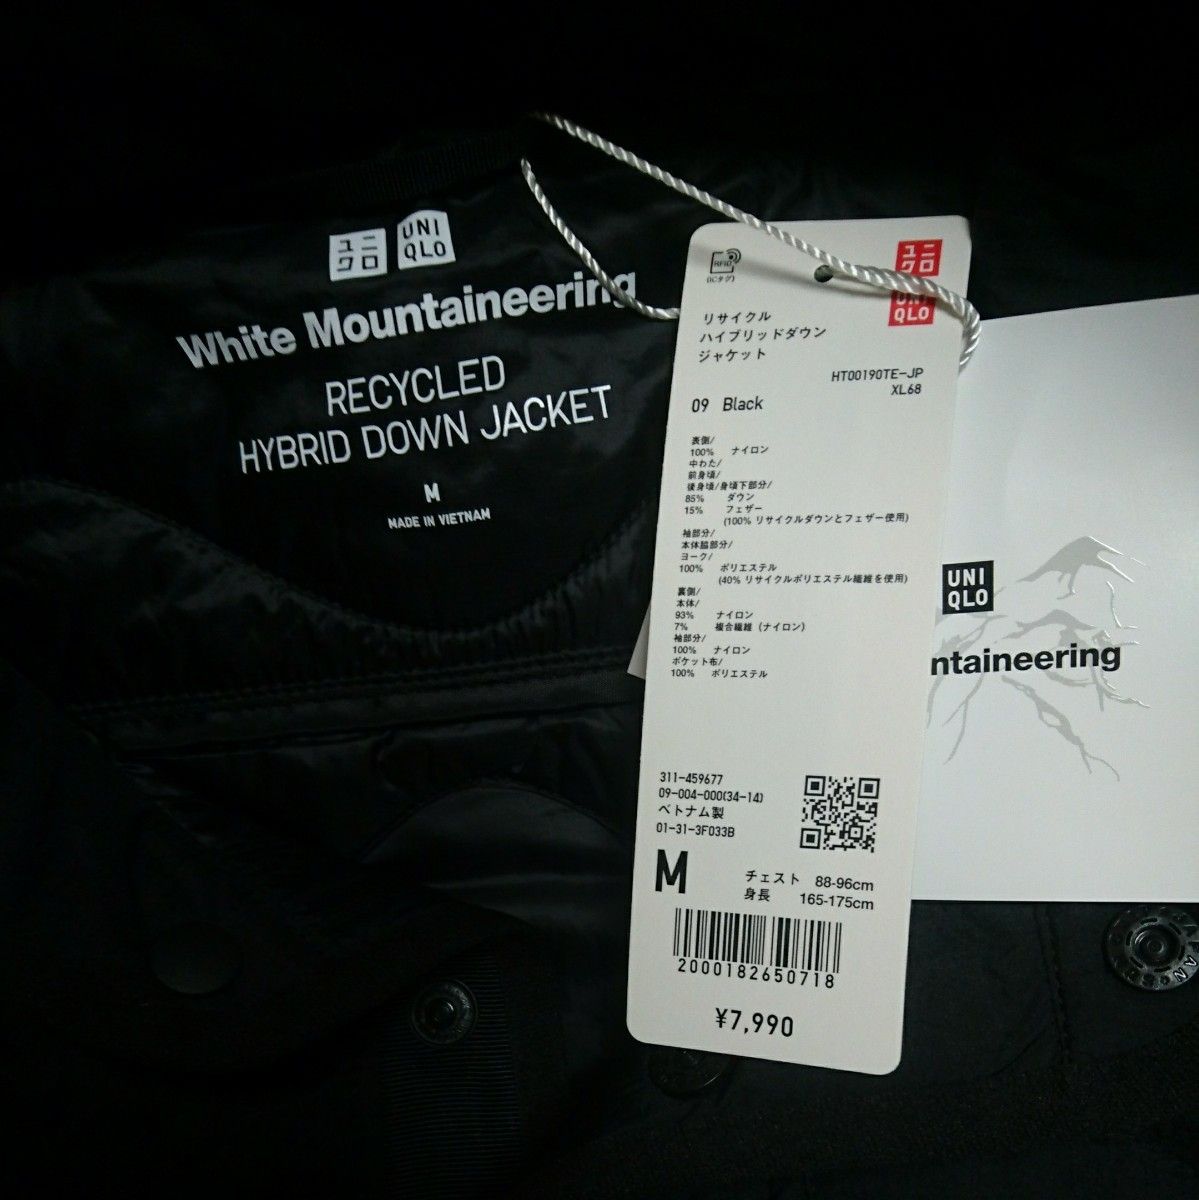 ユニクロ
UNIQLO
White Mountaineering
RECYCLED
HYBRID DOWN JACKET
M
MADE IN VIETNAM
RFID
(ICタグ)
ユニクロ
UNIQLO
リサイクル
ハイブリッドダウン
ジャケット
HT00190TE-JP
XL68
09 Black
表側/
100% ナイロン
中わた/
前身頃/
後身頃/身頃下部分/
85% ダウン
15% フェザー
(100% リサイクルダウンとフェザー使用)
袖部分/
本体脇部分/
ヨーク/
100% ポリエステル
(40% リサイクルポリエステル繊維を使用)
裏側/
本体/
93% ナイロン
7% 複合繊維 (ナイロン)
袖部分/
100% ナイロン
ポケット布/
100% ポリエステル
311-459677
09-004-000(34-14)
ベトナム製
01-31-3F033B
M
チェスト 88-96cm
身長 165-175cm
2000182650718
¥7,990
UNIQLO
ntaineering